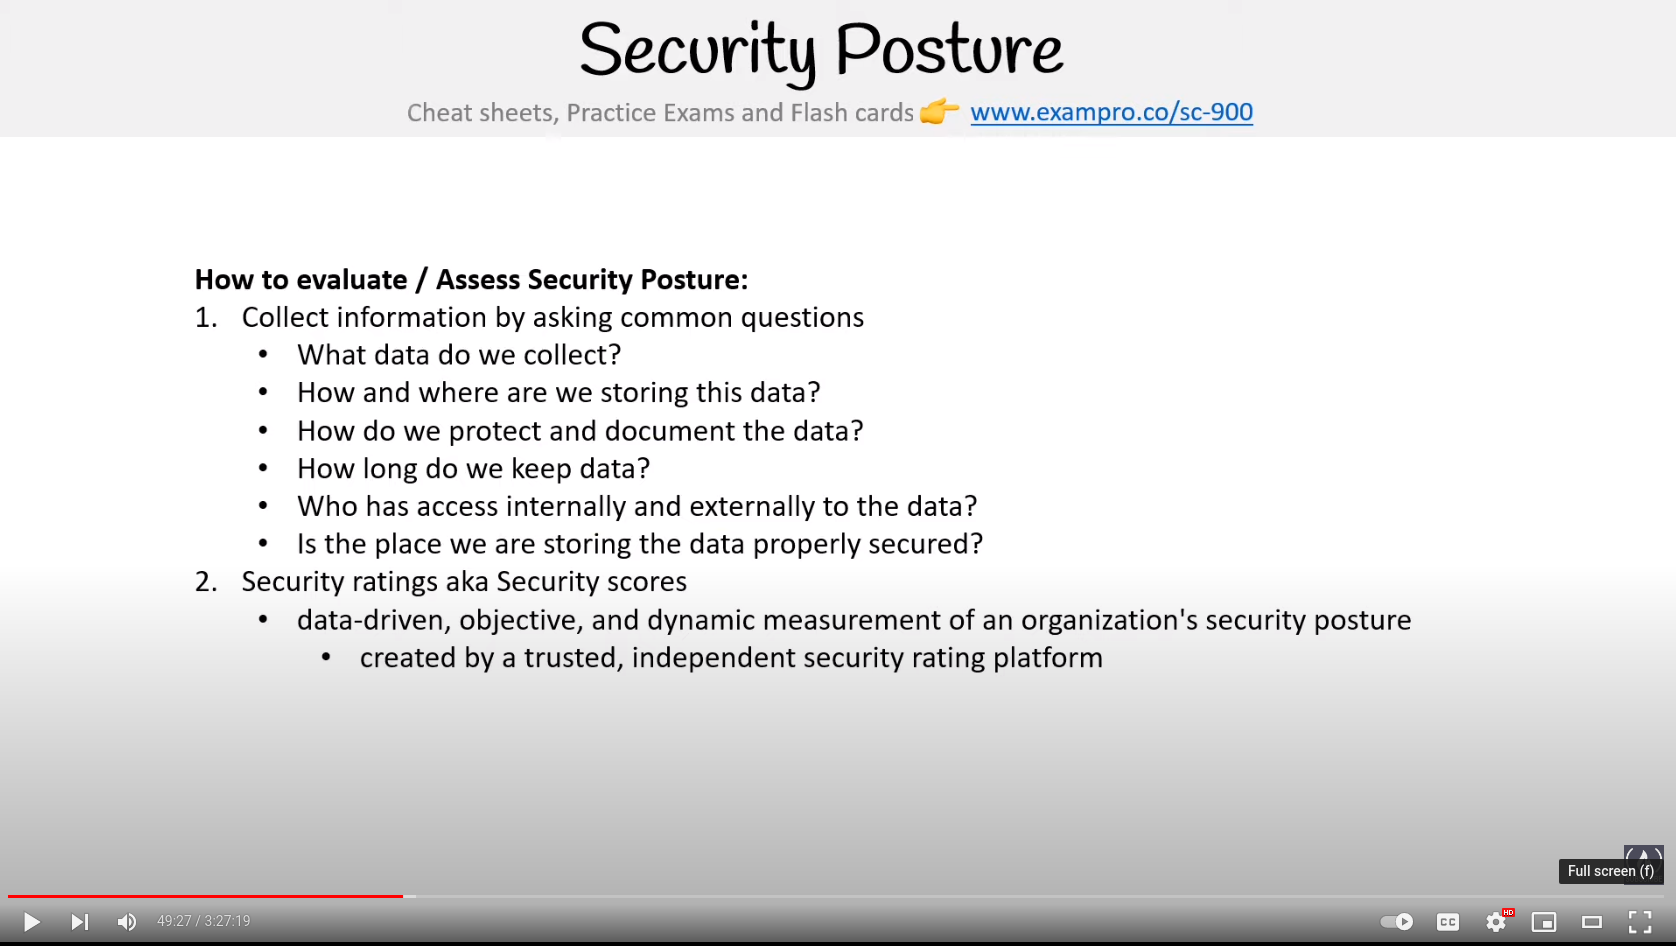 Security Posture
Cheat sheets, Practice Exams and Flash cards 👉 www.exampro.co/sc-900
How to evaluate / Assess Security Posture:
1. Collect information by asking common questions
• What data do we collect?
• How and where are we storing this data?
• How do we protect and document the data?
• How long do we keep data?
• Who has access internally and externally to the data?
• Is the place we are storing the data properly secured?
2. Security ratings aka Security scores
• data-driven, objective, and dynamic measurement of an organization's security posture
• created by a trusted, independent security rating platform
Full screen (f)
49:27 / 3:27:19
CC
HD